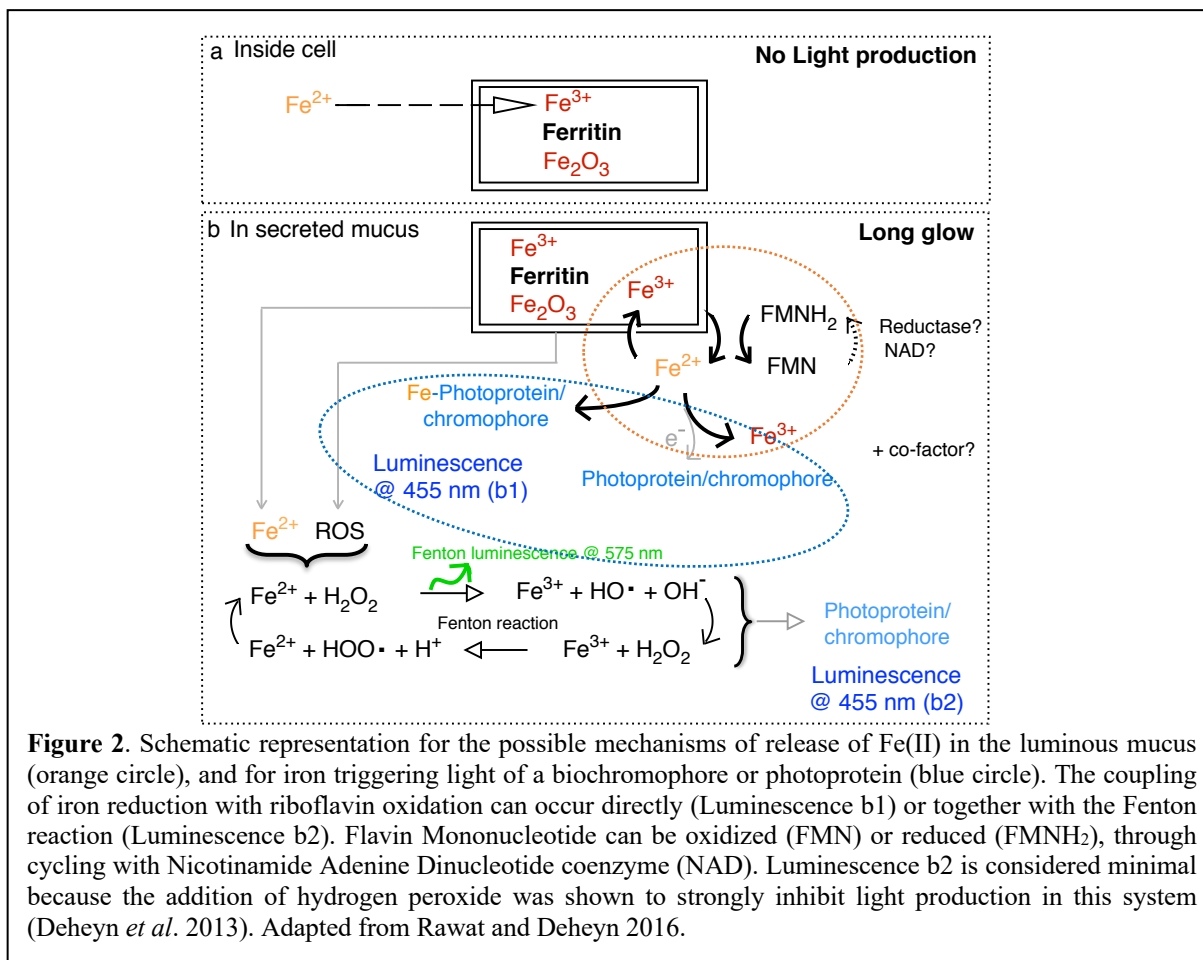 a Inside cell
No Light production
Fe2+
Fe3+
Ferritin
Fe2O3
b In secreted mucus
Long glow
Fe3+
Ferritin
Fe2O3
Fe3+
FMNH2
Reductase?
NAD?
Fe2+
FMN
Fe-Photoprotein/
chromophore
e-
Fe3+
+ co-factor?
Luminescence
@ 455 nm (b1)
Photoprotein/chromophore
Fe2+ ROS
Fenton luminescence @ 575 nm
Fe2+ + H2O2
Fe3+ + HO▪ + OH-
Fenton reaction
Fe2+ + HOO▪ + H+
Fe3+ + H2O2
Photoprotein/
chromophore
Luminescence
@ 455 nm (b2)
Figure 2. Schematic representation for the possible mechanisms of release of Fe(II) in the luminous mucus
(orange circle), and for iron triggering light of a biochromophore or photoprotein (blue circle). The coupling
of iron reduction with riboflavin oxidation can occur directly (Luminescence b1) or together with the Fenton
reaction (Luminescence b2). Flavin Mononucleotide can be oxidized (FMN) or reduced (FMNH2), through
cycling with Nicotinamide Adenine Dinucleotide coenzyme (NAD). Luminescence b2 is considered minimal
because the addition of hydrogen peroxide was shown to strongly inhibit light production in this system
(Deheyn et al. 2013). Adapted from Rawat and Deheyn 2016.